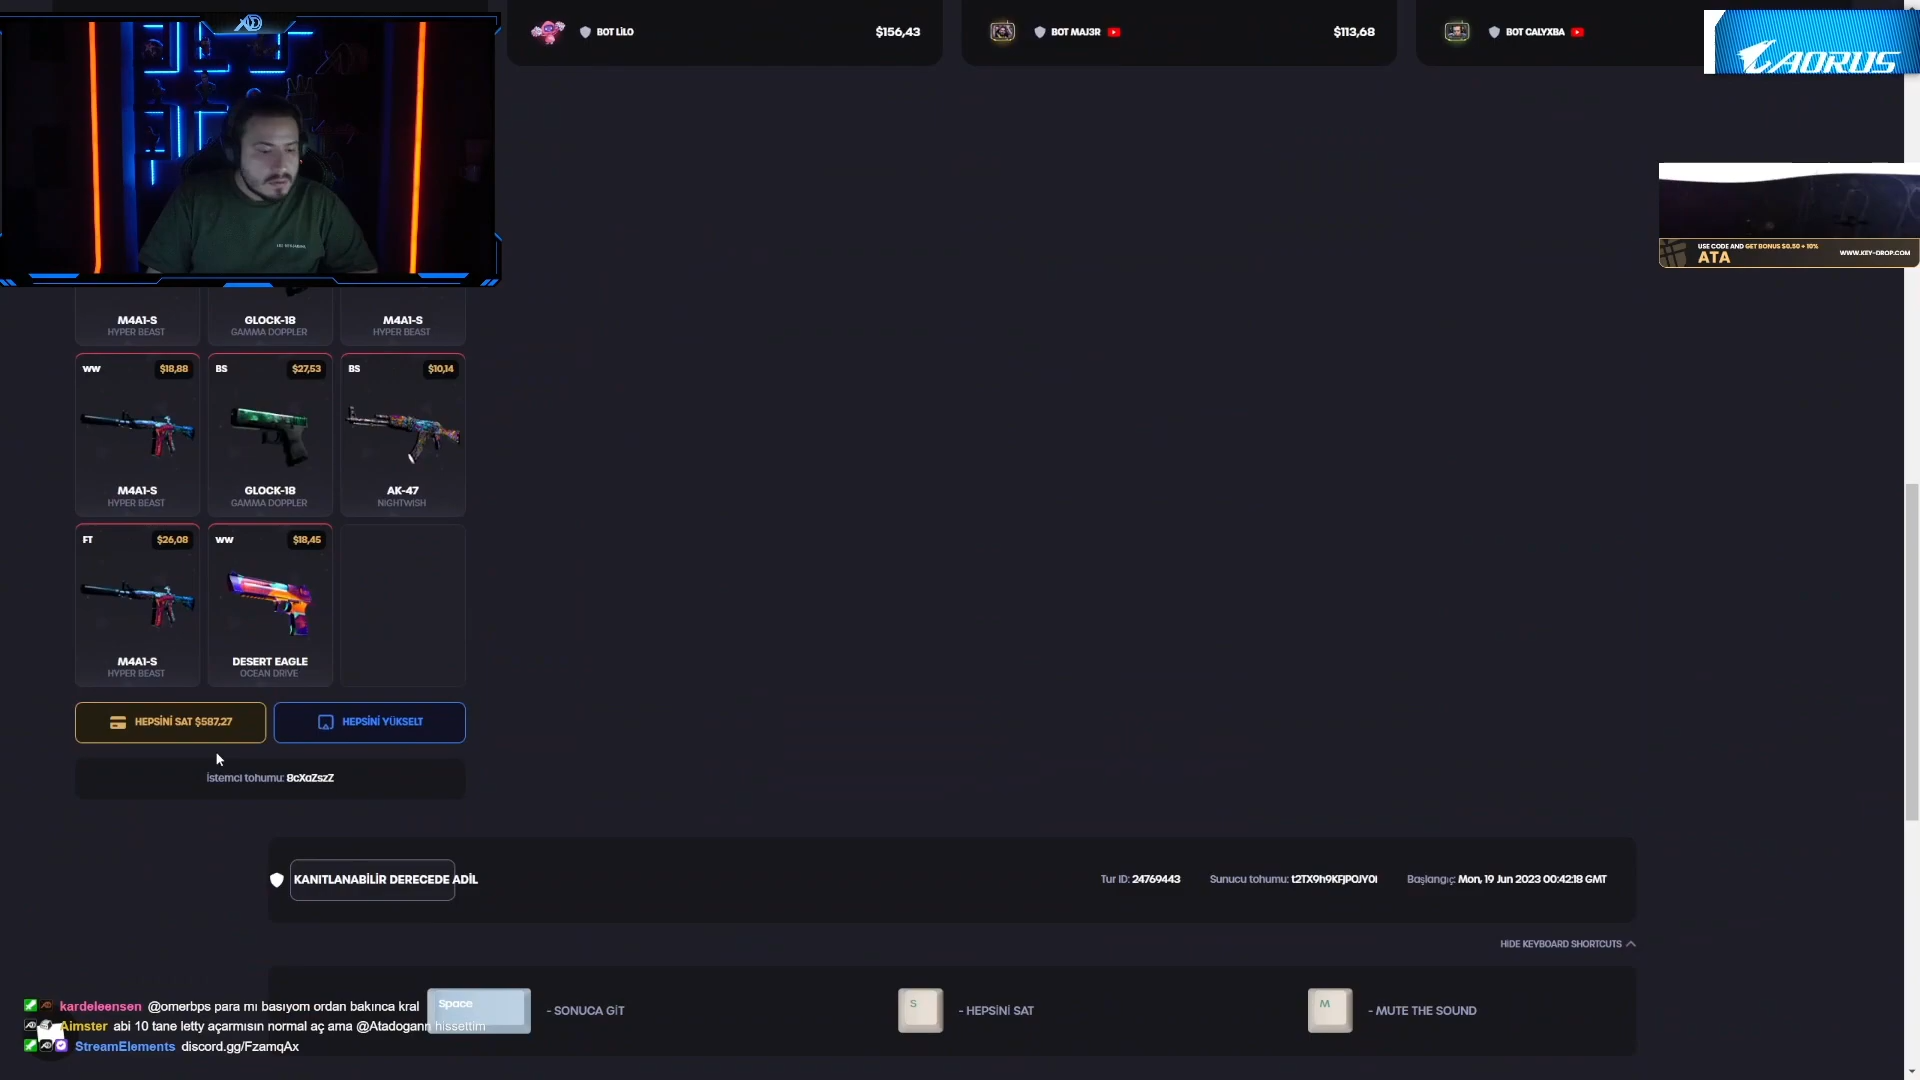 BOT LİLO
$156,43
BOT MAJ3R
$113,68
BOT CALYXBA
AORUS
USE CODE AND GET BONUS $0.50 + 10%
ATA
WWW.KEY-DROP.COM
M4A1-S
HYPER BEAST
GLOCK-18
GAMMA DOPPLER
M4A1-S
HYPER BEAST
WW
$18,88
BS
$27,53
BS
$10,14
M4A1-S
HYPER BEAST
GLOCK-18
GAMMA DOPPLER
AK-47
NIGHTWISH
FT
$26,08
WW
$18,45
M4A1-S
HYPER BEAST
DESERT EAGLE
OCEAN DRIVE
HEPSİNİ SAT $587,27
HEPSİNİ YÜKSELT
İstemci tohumu: 8cXaZszZ
KANITLANABİLİR DERECEDE ADİL
Tur ID: 24769443
Başlangıç: Mon, 19 Jun 2023 00:42:18 GMT
Sunucu tohumu:
HIDE KEYBOARD SHORTCUTS
Space
- SONUCA GİT
S
- HEPSİNİ SAT
M
- MUTE THE SOUND
kardeleensen @omerbps para mı basıyom ordan bakınca kral
Aimster abi 10 tane letty açarmısın normal aç ama @Atadogann hissettim
StreamElements discord.gg/FzamqAx